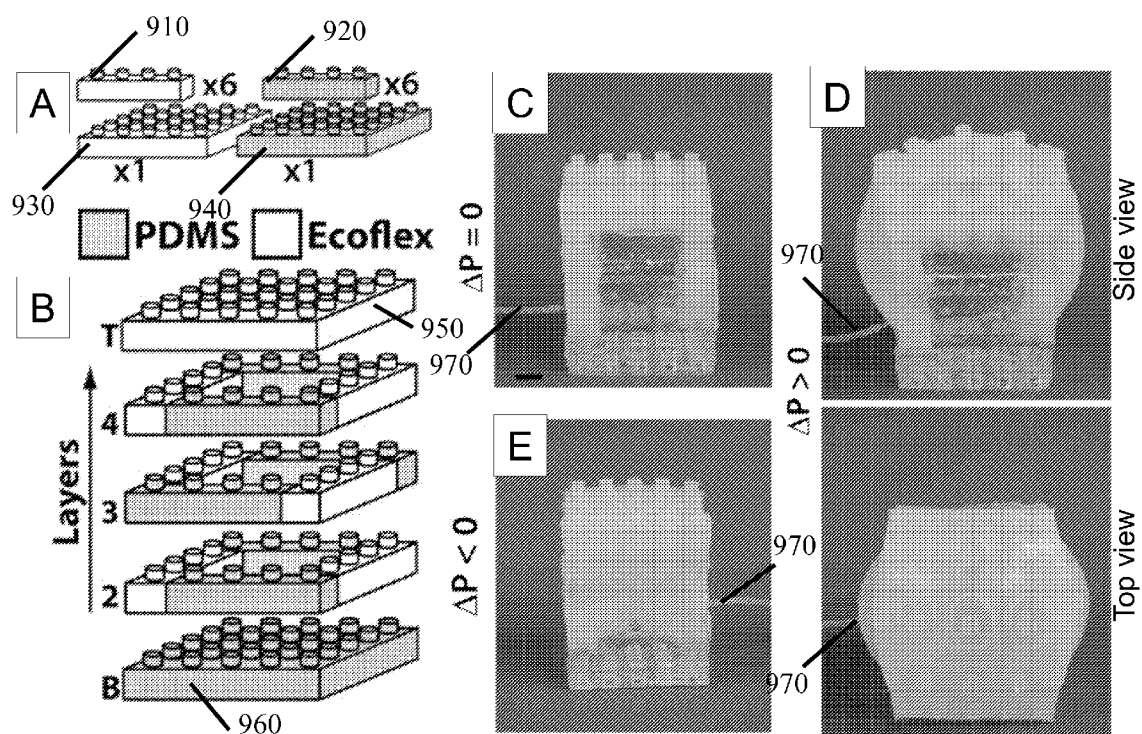 910
920
A
x6
x6
x1
x1
930
940
PDMS
Ecoflex
B
T
950
4
Layers
3
2
B
960
C
ΔP = 0
970
D
970
Side view
ΔP > 0
E
ΔP < 0
970
970
Top view